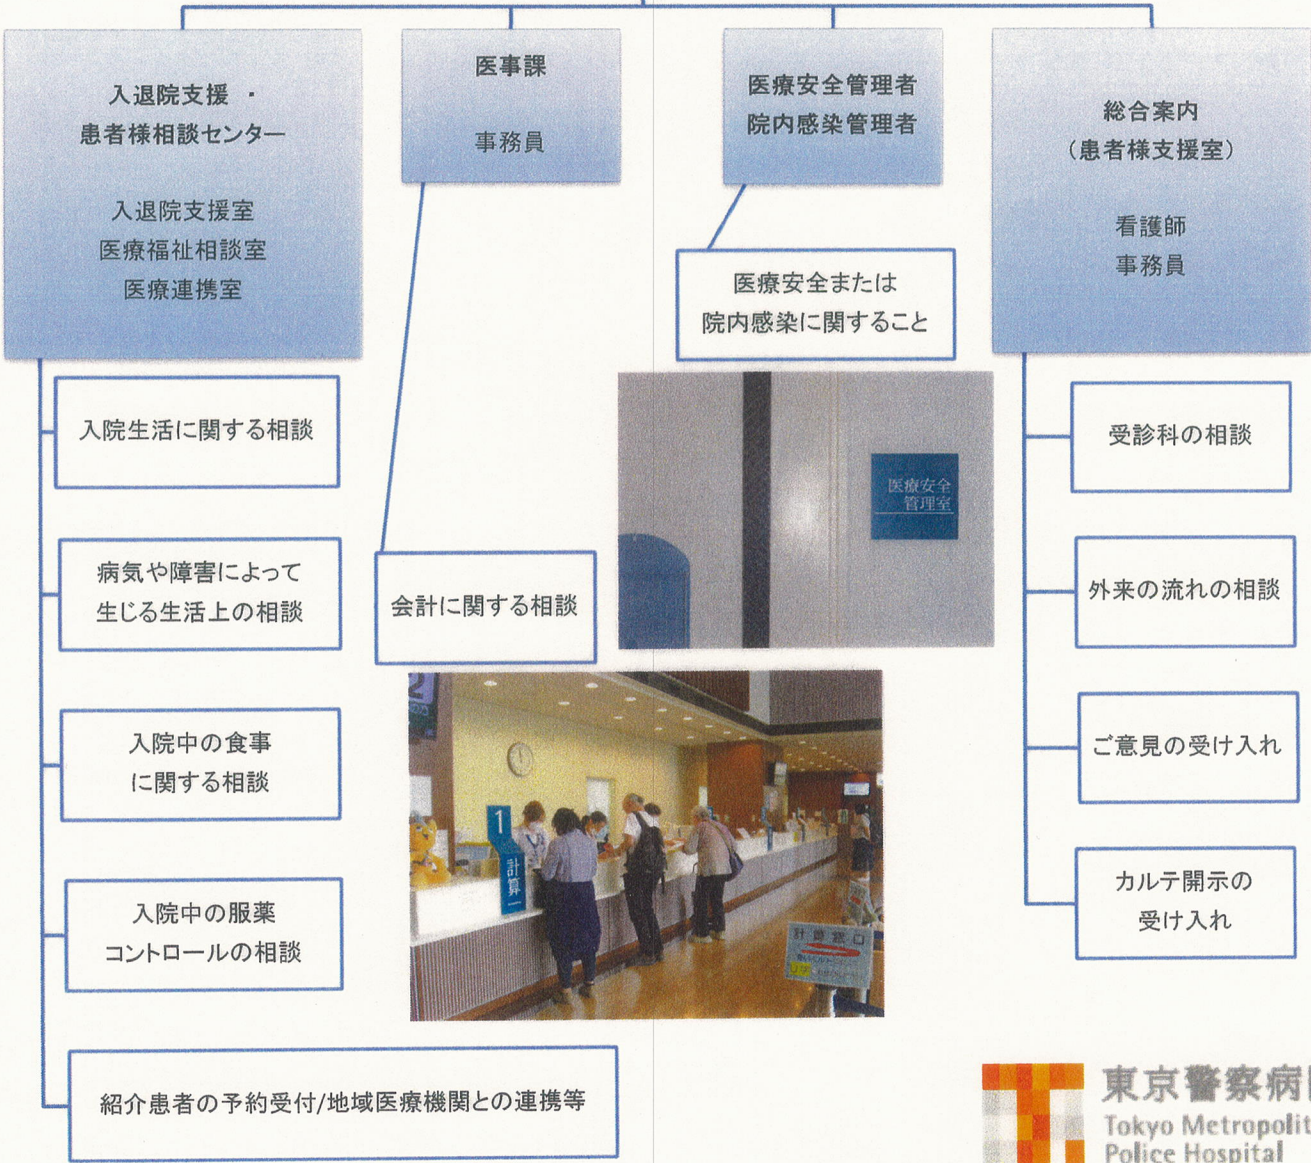 入退院支援 ・
患者様相談センター
入退院支援室
医療福祉相談室
医療連携室
医事課
事務員
医療安全管理者
院内感染管理者
総合案内
（患者様支援室）
看護師
事務員
医療安全または
院内感染に関すること
入院生活に関する相談
病気や障害によって
生じる生活上の相談
入院中の食事
に関する相談
入院中の服薬
コントロールの相談
紹介患者の予約受付/地域医療機関との連携等
会計に関する相談
医療安全
管理室
受診科の相談
外来の流れの相談
ご意見の受け入れ
カルテ開示の
受け入れ
2
1
計算
計算窓口
東京警察病
Tokyo Metropolit
Police Hospital